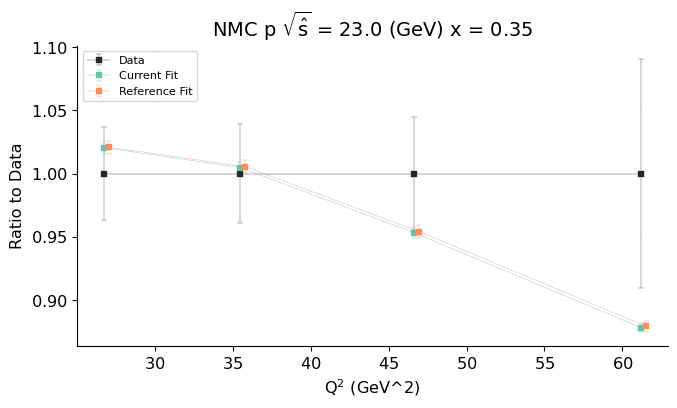 NMC p √ŝ = 23.0 (GeV) x = 0.35
Data
Current Fit
Reference Fit
Ratio to Data
1.10
1.05
1.00
0.95
0.90
30 35 40 45 50 55 60
Q² (GeV^2)